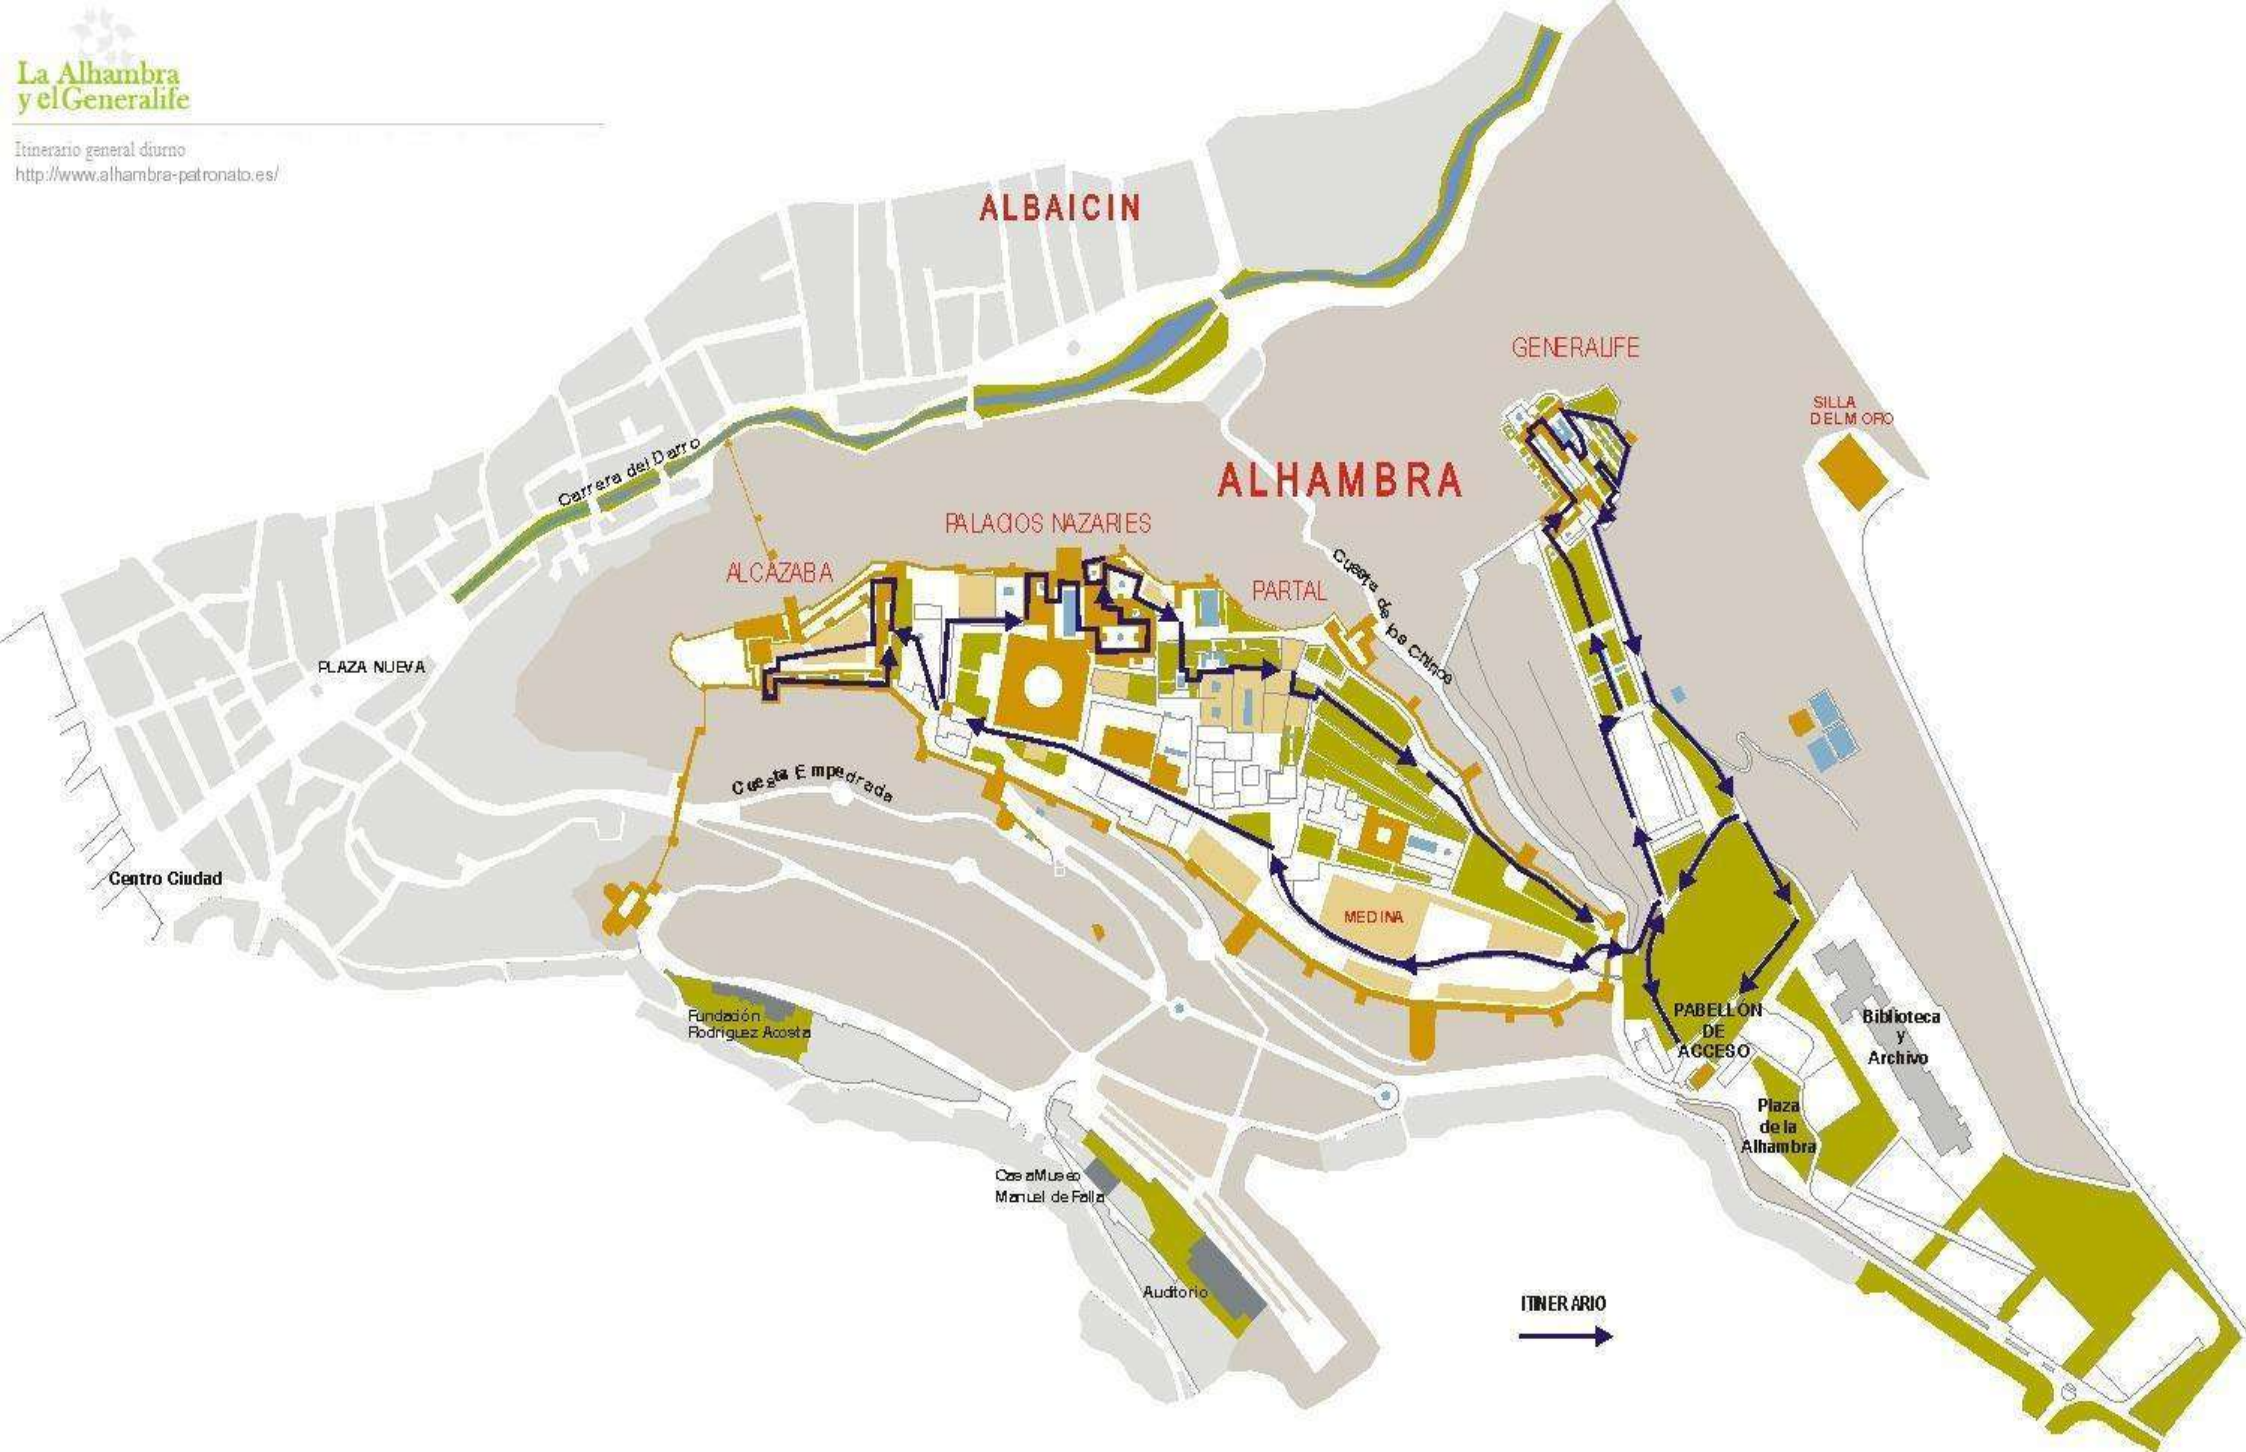 La Alhambra
y el Generalife
Itinerario general diurno
http://www.alhambra-patronato.es/
ALBAICIN
GENERALIFE
SILLA
DEL MORO
Carrera del Darro
ALHAMBRA
PALACIOS NAZARIES
ALCAZABA
PARTAL
Cuesta de los Chinos
PLAZA NUEVA
Cuesta Empedrada
Centro Ciudad
MEDINA
Fundación
Rodríguez Acosta
PABELLÓN
DE
ACCESO
Biblioteca
y
Archivo
Plaza
de la
Alhambra
Casa Museo
Manuel de Falla
Auditorio
ITINERARIO